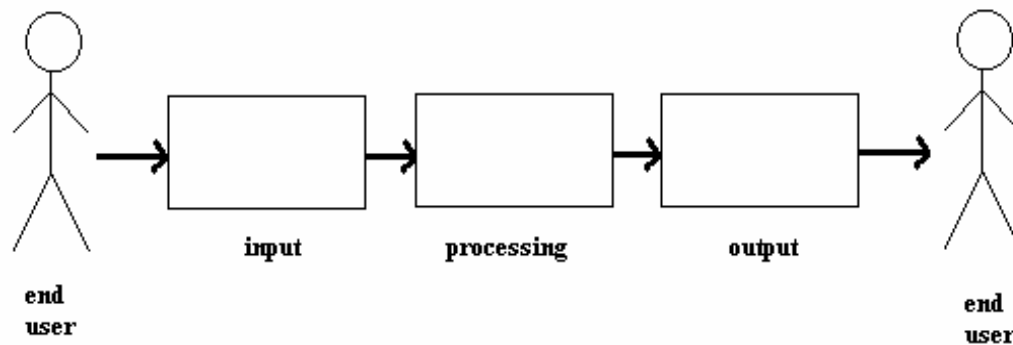 input
processing
output
end
user
end
user